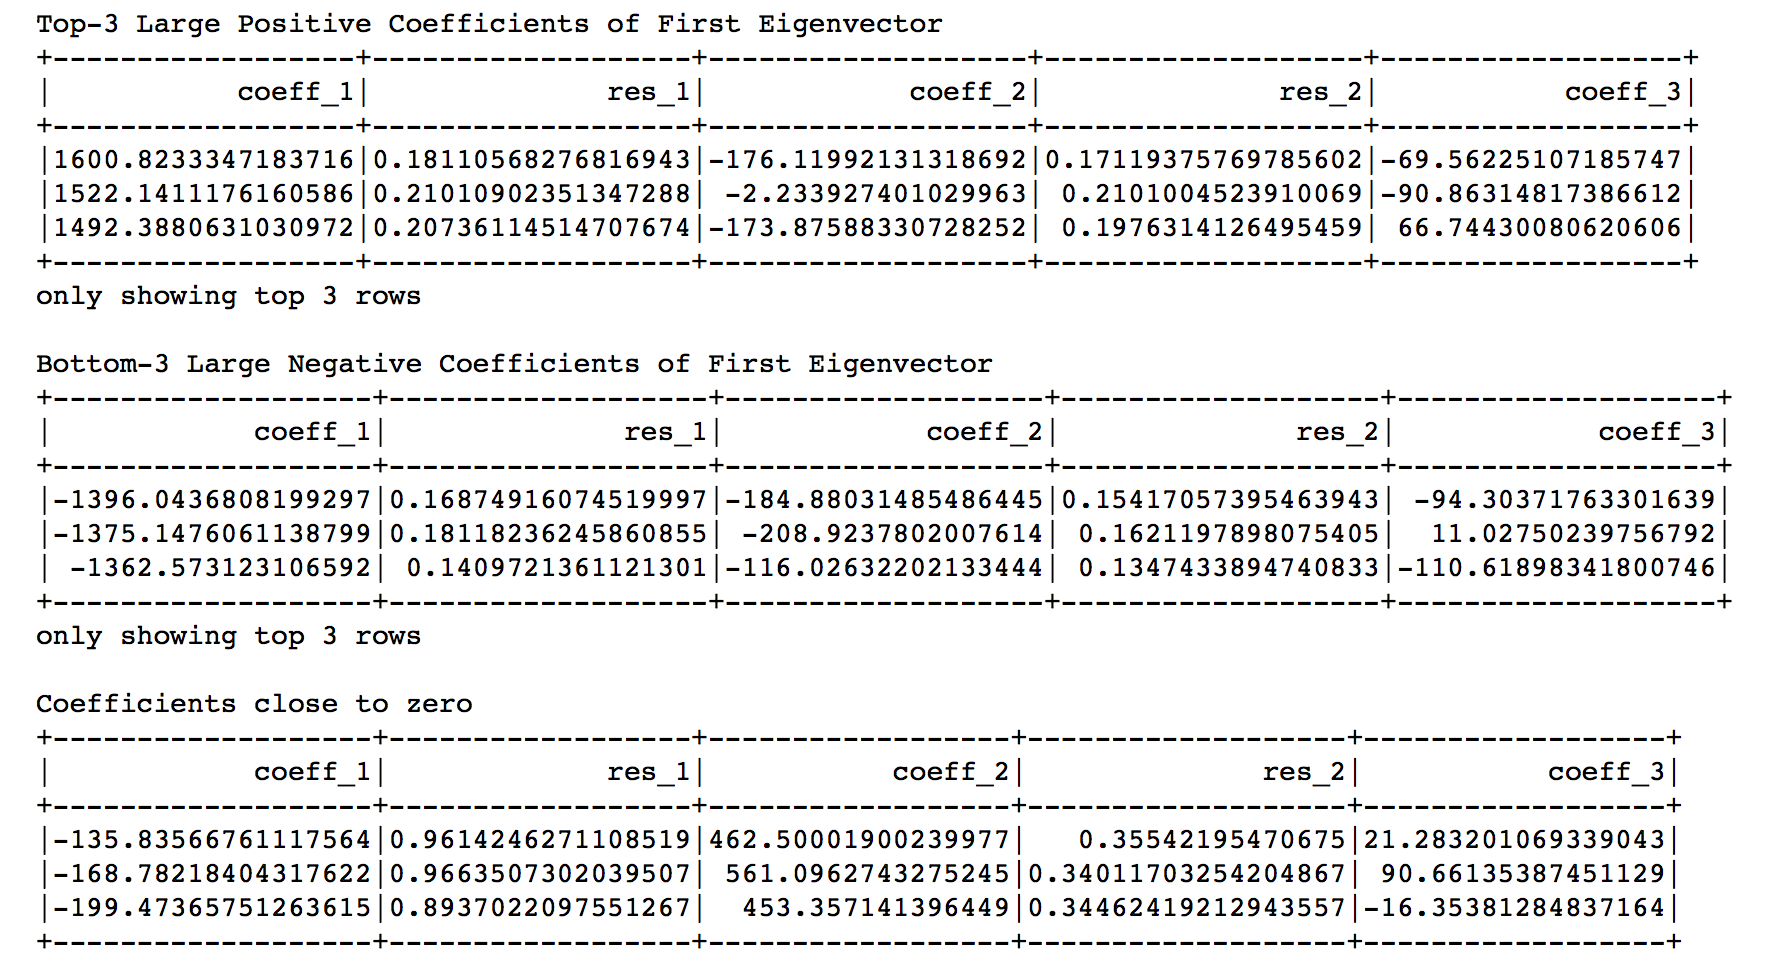 Top-3 Large Positive Coefficients of First Eigenvector
+------------------+-------------------+-------------------+-------------------+------------------+
|           coeff_1|              res_1|            coeff_2|              res_2|           coeff_3|
+------------------+-------------------+-------------------+-------------------+------------------+
|1600.8233347183716|0.18110568276816943|-176.11992131318692|0.17119375769785602|-69.56225107185747|
|1522.1411176160586|0.21010902351347288| -2.233927401029963| 0.2101004523910069|-90.86314817386612|
|1492.3880631030972|0.20736114514707674|-173.87588330728252| 0.1976314126495459| 66.74430080620606|
+------------------+-------------------+-------------------+-------------------+------------------+
only showing top 3 rows
Bottom-3 Large Negative Coefficients of First Eigenvector
+-------------------+-------------------+-------------------+-------------------+-------------------+
|            coeff_1|              res_1|            coeff_2|              res_2|            coeff_3|
+-------------------+-------------------+-------------------+-------------------+-------------------+
|-1396.0436808199297|0.16874916074519997|-184.88031485486445|0.15417057395463943| -94.30371763301639|
|-1375.1476061138799|0.18118236245860855| -208.9237802007614| 0.1621197898075405|  11.02750239756792|
| -1362.573123106592| 0.1409721361121301|-116.02632202133444| 0.1347433894740833|-110.61898341800746|
+-------------------+-------------------+-------------------+-------------------+-------------------+
only showing top 3 rows
Coefficients close to zero
+-------------------+------------------+------------------+-------------------+------------------+
|            coeff_1|             res_1|           coeff_2|              res_2|           coeff_3|
+-------------------+------------------+------------------+-------------------+------------------+
|-135.83566761117564|0.9614246271108519|462.50001900239977|   0.35542195470675|21.283201069339043|
|-168.78218404317622|0.9663507302039507| 561.0962743275245|0.34011703254204867| 90.66135387451129|
|-199.47365751263615|0.8937022097551267|  453.357141396449|0.34462419212943557|-16.35381284837164|
+-------------------+------------------+------------------+-------------------+------------------+